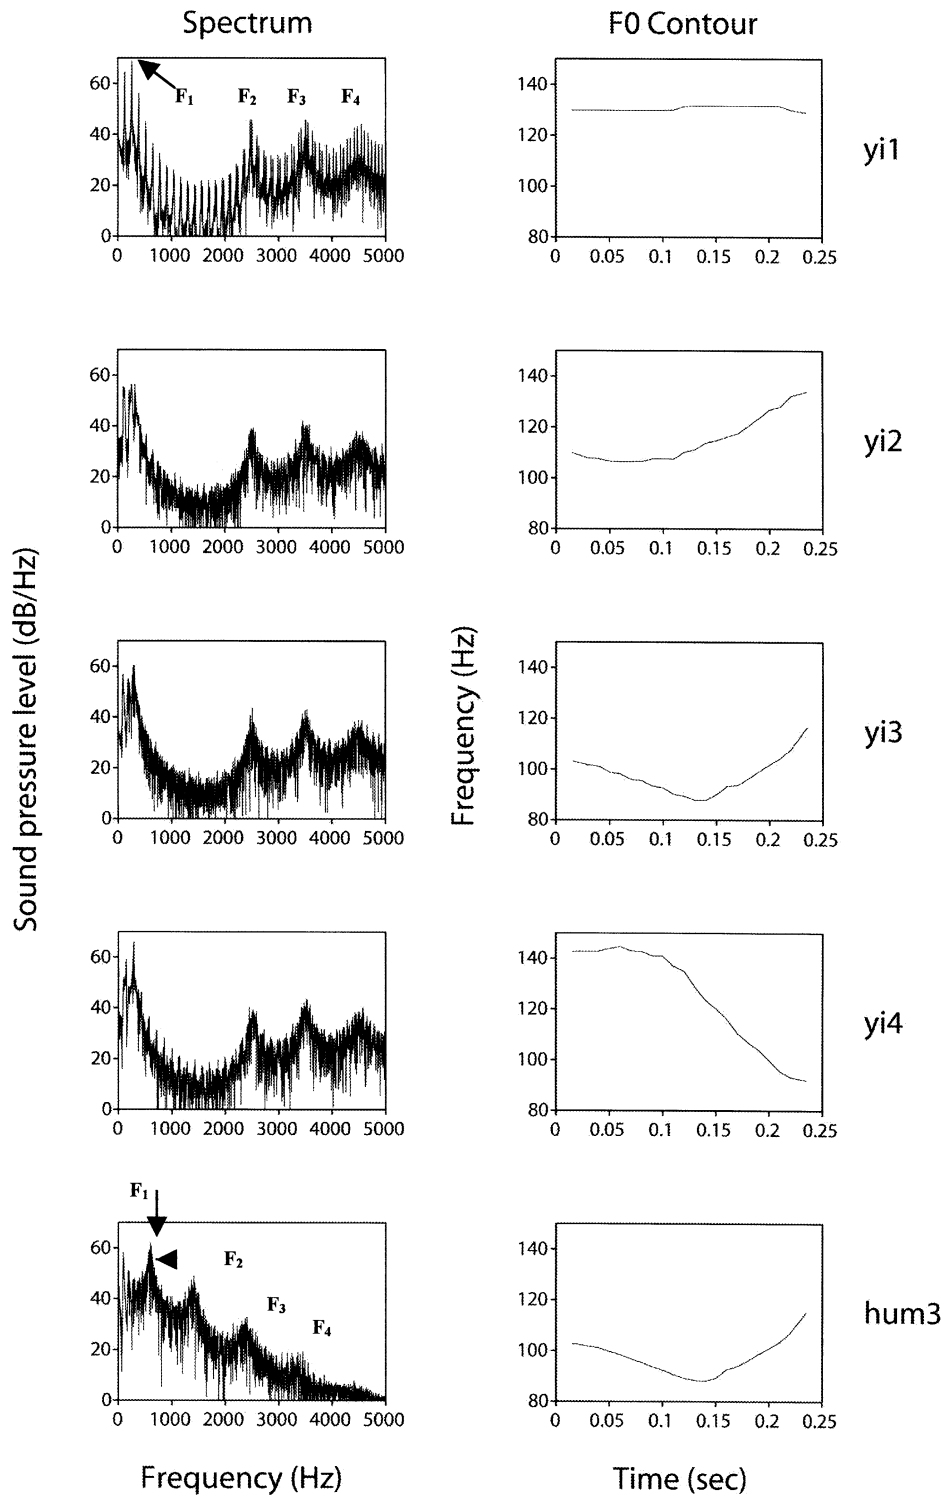 Spectrum
F0 Contour
60
40
20
0
F1
F2
F3
F4
0 1000 2000 3000 4000 5000
140
120
100
80
0 0.05 0.1 0.15 0.2 0.25
yi1
60
40
20
0
0 1000 2000 3000 4000 5000
140
120
100
80
0 0.05 0.1 0.15 0.2 0.25
yi2
Sound pressure level (dB/Hz)
60
40
20
0
0 1000 2000 3000 4000 5000
Frequency (Hz)
140
120
100
80
0 0.05 0.1 0.15 0.2 0.25
yi3
60
40
20
0
0 1000 2000 3000 4000 5000
140
120
100
80
0 0.05 0.1 0.15 0.2 0.25
yi4
F1
60
40
20
0
F2
F3
F4
0 1000 2000 3000 4000 5000
140
120
100
80
0 0.05 0.1 0.15 0.2 0.25
hum3
Frequency (Hz)
Time (sec)